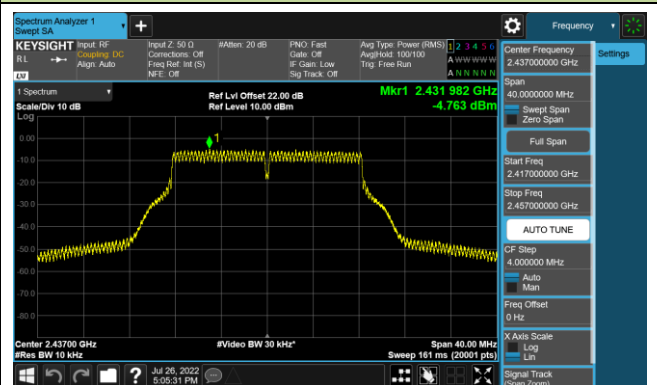 Spectrum Analyzer 1
Swept SA
Frequency
KEYSIGHT
Input: RF
Input Z: 50 Ω
#Atten: 20 dB
PNO: Fast
Avg Type: Power (RMS)
1 2 3 4 5 6
RL
Coupling: DC
Corrections: Off
Gate: Off
Avg|Hold: 100/100
A W W W W W
Align: Auto
Freq Ref: Int (S)
IF Gain: Low
Trig: Free Run
NFE: Off
Sig Track: Off
A N N N N N
LXI
Center Frequency
2.437000000 GHz
Settings
1 Spectrum
Ref Lvl Offset 22.00 dB
Mkr1 2.431 982 GHz
Scale/Div 10 dB
Ref Level 10.00 dBm
-4.763 dBm
Log
1
0.00
-10.0
-20.0
-30.0
-40.0
-50.0
-60.0
-70.0
-80.0
Span
40.0000000 MHz
Swept Span
Zero Span
Full Span
Start Freq
2.417000000 GHz
Stop Freq
2.457000000 GHz
AUTO TUNE
CF Step
4.000000 MHz
Auto
Man
Freq Offset
0 Hz
X Axis Scale
Log
Lin
Signal Track
(Span Zoom)
Center 2.43700 GHz
#Video BW 30 kHz*
Span 40.00 MHz
#Res BW 10 kHz
Sweep 161 ms (20001 pts)
?
Jul 26, 2022
5:05:31 PM